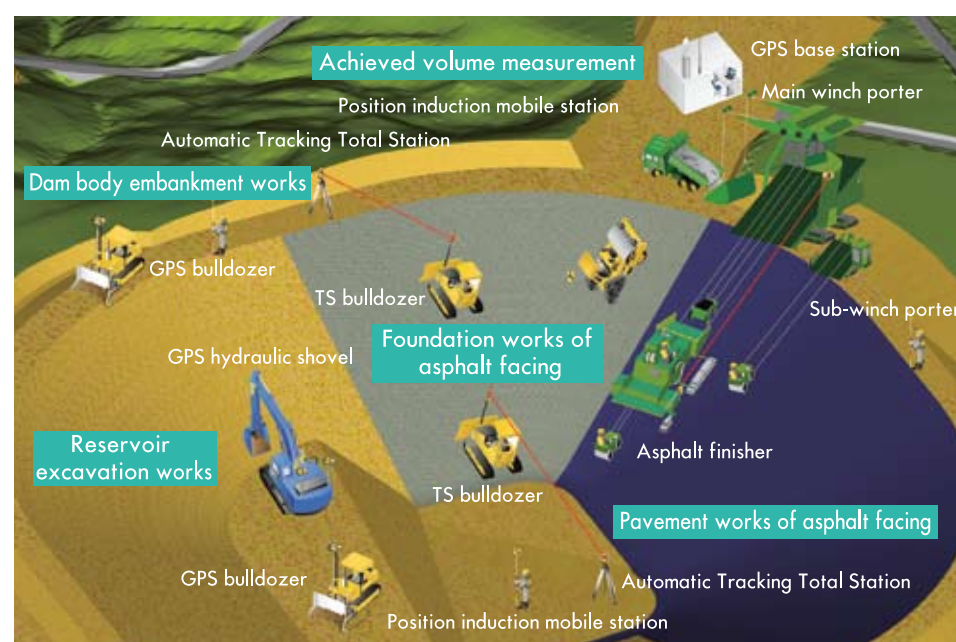 GPS base station
Achieved volume measurement
Main winch porter
Position induction mobile station
Automatic Tracking Total Station
Dam body embankment works
GPS bulldozer
TS bulldozer
Sub-winch porter
Foundation works of
asphalt facing
GPS hydraulic shovel
Reservoir
excavation works
Asphalt finisher
TS bulldozer
Pavement works of asphalt facing
GPS bulldozer
Automatic Tracking Total Station
Position induction mobile station